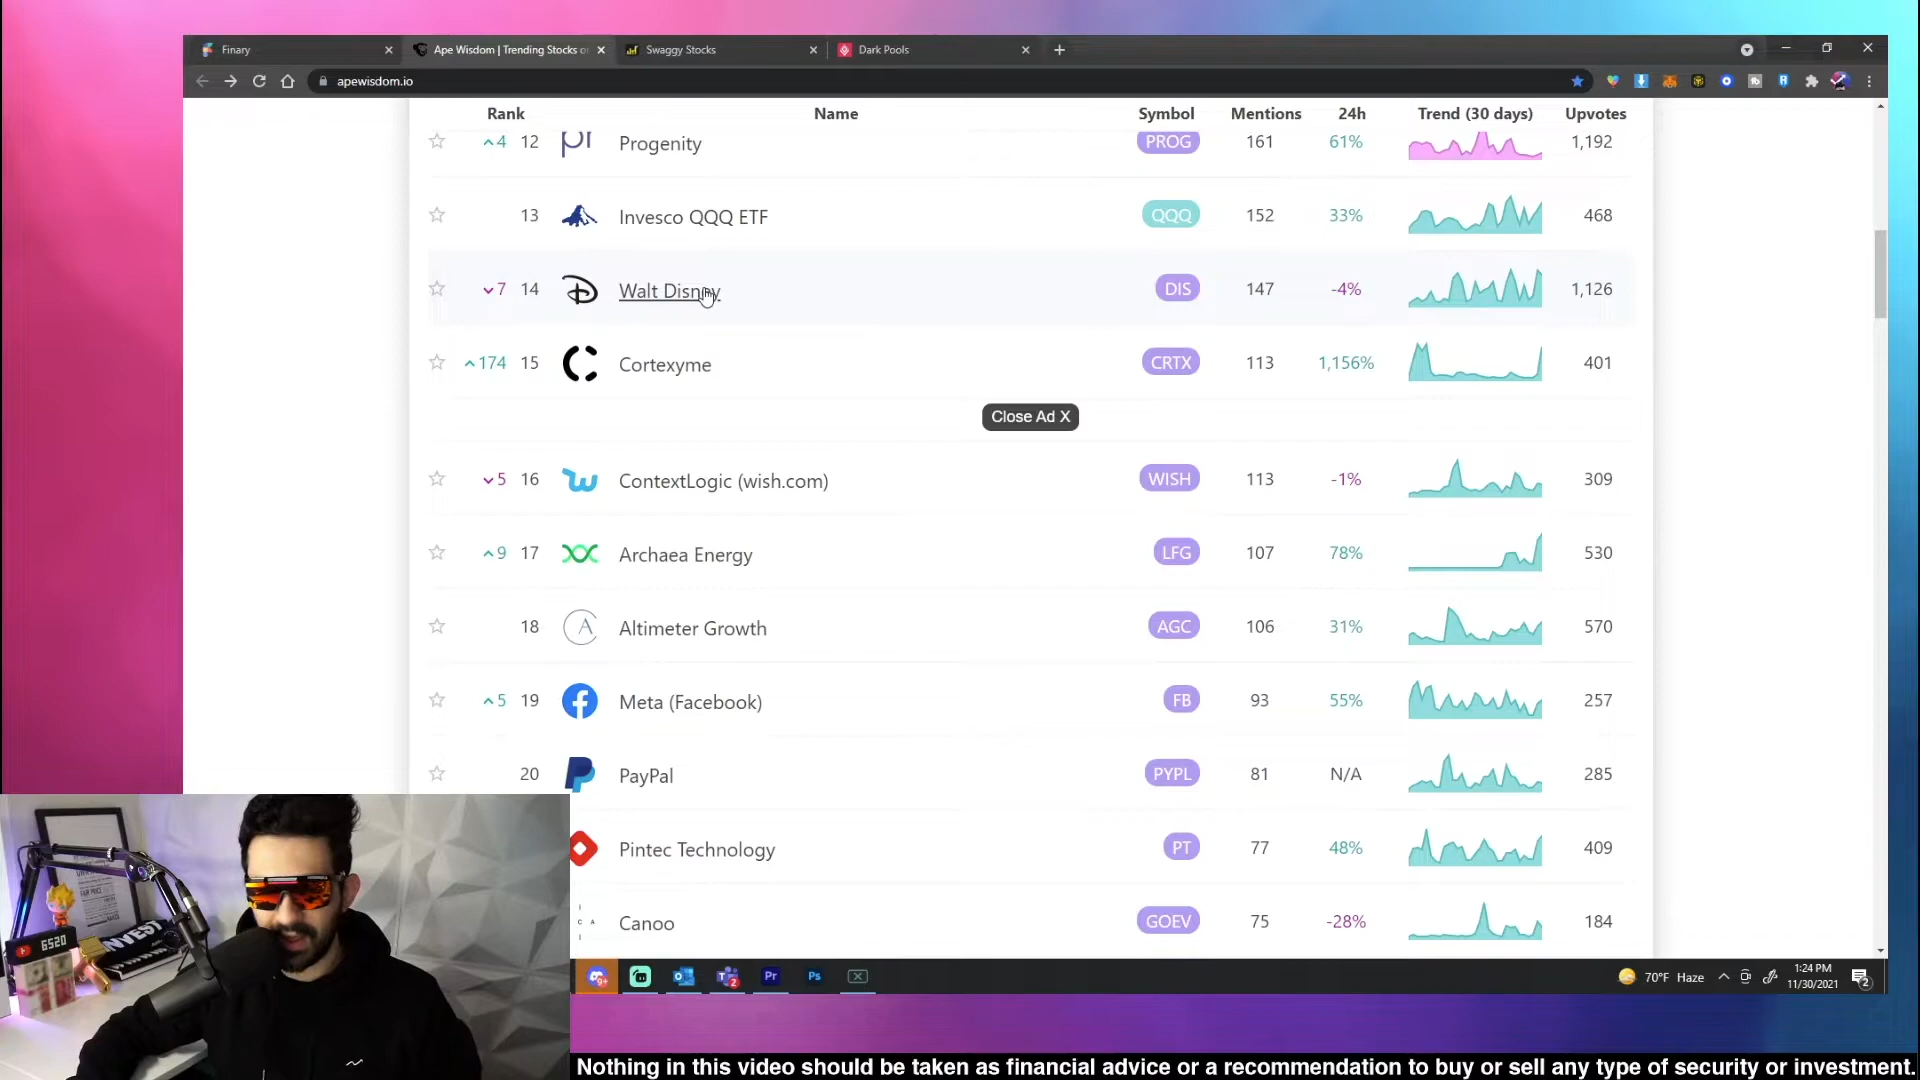 Finary
Ape Wisdom | Trending Stocks o
Swaggy Stocks
Dark Pools
apewisdom.io
Rank Name Symbol Mentions 24h Trend (30 days) Upvotes
4 12 Progenity PROG 161 61% 1,192
13 Invesco QQQ ETF QQQ 152 33% 468
7 14 Walt Disney DIS 147 -4% 1,126
174 15 Cortexyme CRTX 113 1,156% 401
Close Ad X
5 16 ContextLogic (wish.com) WISH 113 -1% 309
9 17 Archaea Energy LFG 107 78% 530
18 Altimeter Growth AGC 106 31% 570
5 19 Meta (Facebook) FB 93 55% 257
20 PayPal PYPL 81 N/A 285
Pintec Technology PT 77 48% 409
Canoo GOEV 75 -28% 184
INVEST
6520
70°F Haze
1:24 PM
11/30/2021
Nothing in this video should be taken as financial advice or a recommendation to buy or sell any type of security or investment.